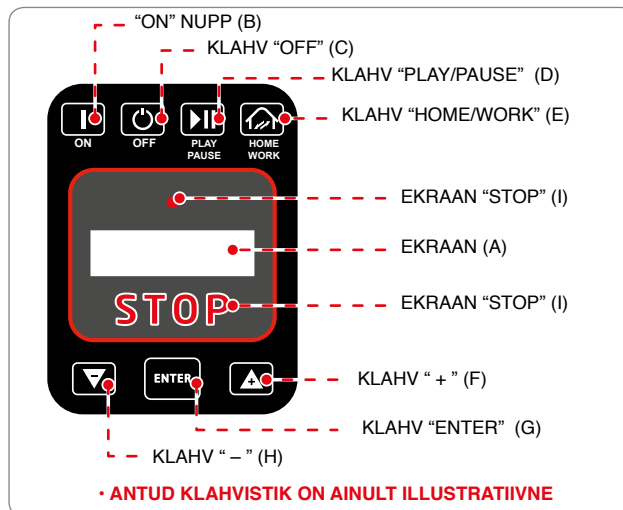 “ON” NUPP (B)
KLAHV “OFF” (C)
KLAHV “PLAY/PAUSE” (D)
KLAHV “HOME/WORK” (E)
ON
OFF
PLAY
PAUSE
HOME
WORK
EKRAAN “STOP” (I)
EKRAAN (A)
STOP
EKRAAN “STOP” (I)
ENTER
KLAHV “ + ” (F)
KLAHV “ENTER” (G)
KLAHV “ – ” (H)
• ANTUD KLAHVISTIK ON AINULT ILLUSTRATIIVNE